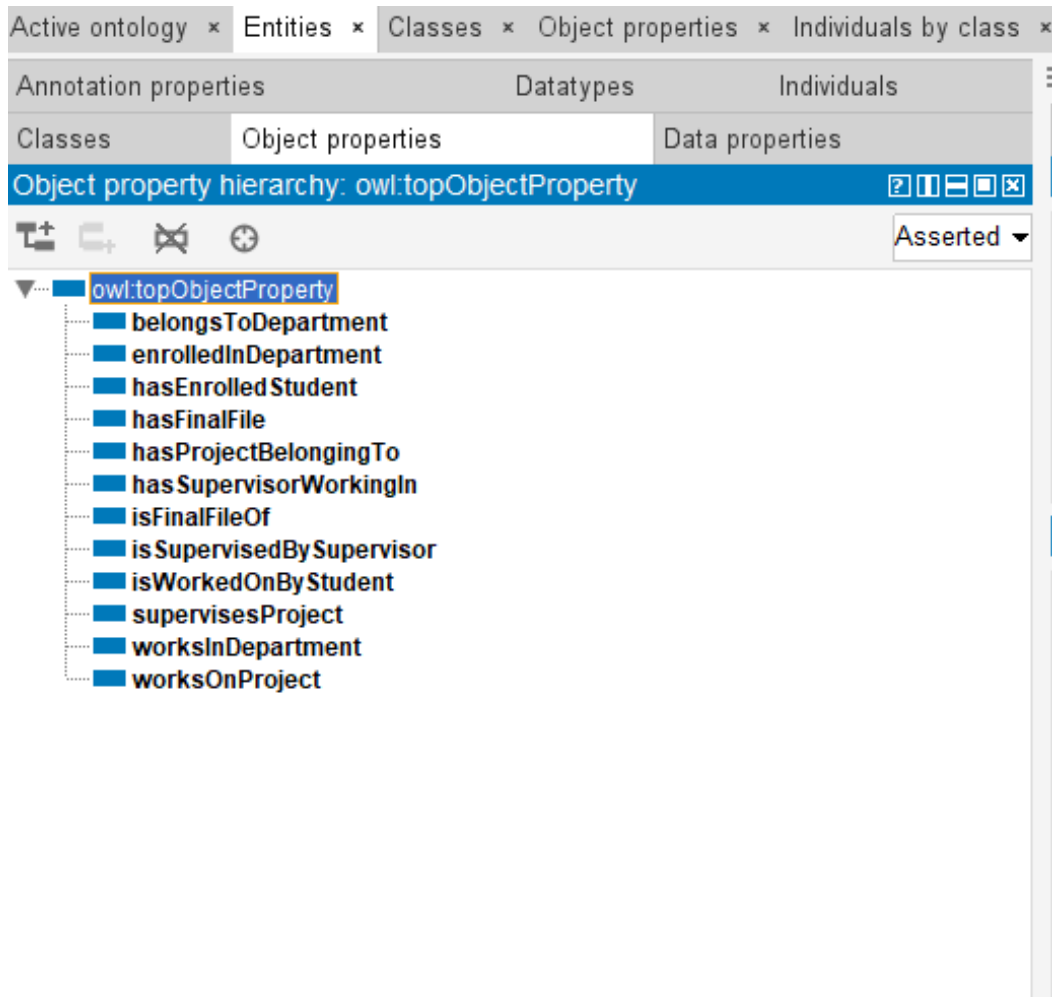 Active ontology × Entities × Classes × Object properties × Individuals by class ×
Annotation properties Datatypes Individuals
Classes Object properties Data properties
Object property hierarchy: owl:topObjectProperty
Asserted
owl:topObjectProperty
belongsToDepartment
enrolledInDepartment
hasEnrolledStudent
hasFinalFile
hasProjectBelongingTo
hasSupervisorWorkingIn
isFinalFileOf
isSupervisedBySupervisor
isWorkedOnByStudent
supervisesProject
worksInDepartment
worksOnProject